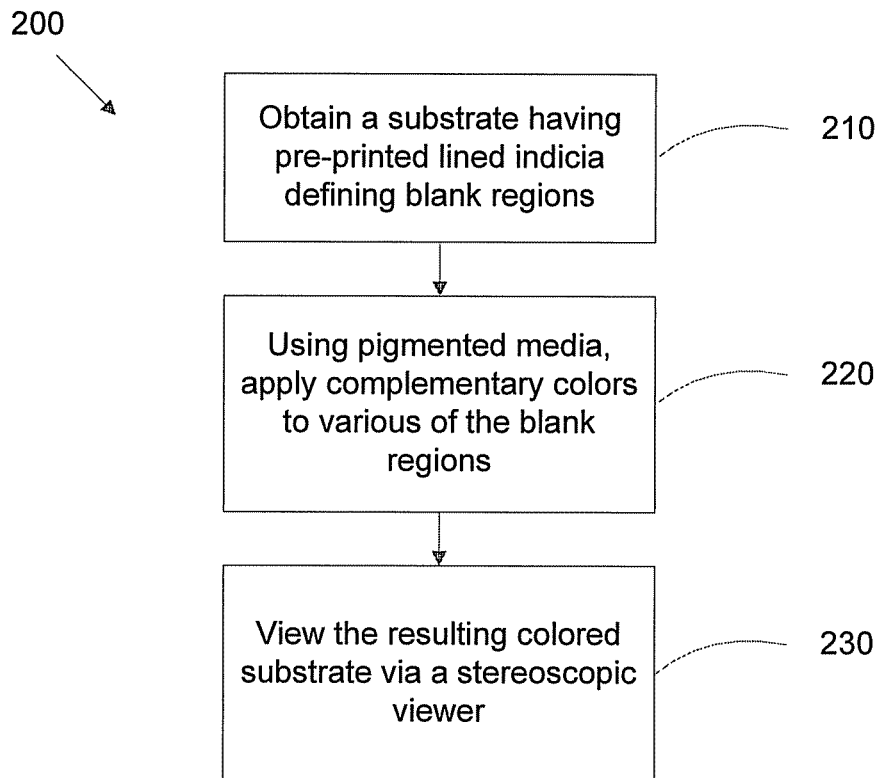 200
Obtain a substrate having
pre-printed lined indicia
defining blank regions
210
Using pigmented media,
apply complementary colors
to various of the blank
regions
220
View the resulting colored
substrate via a stereoscopic
viewer
230